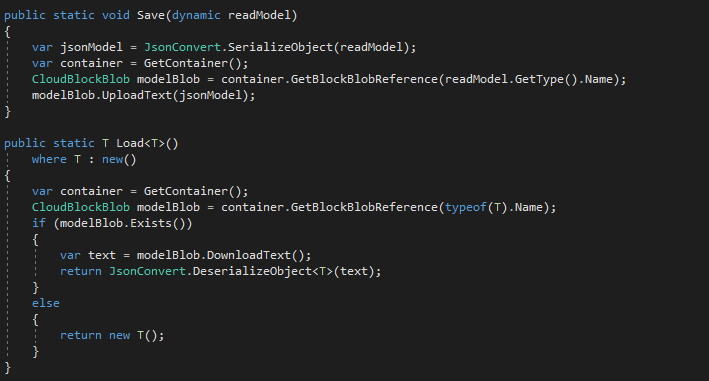 public static void Save(dynamic readModel)
{
    var jsonModel = JsonConvert.SerializeObject(readModel);
    var container = GetContainer();
    CloudBlockBlob modelBlob = container.GetBlockBlobReference(readModel.GetType().Name);
    modelBlob.UploadText(jsonModel);
}

public static T Load<T>()
    where T : new()
{
    var container = GetContainer();
    CloudBlockBlob modelBlob = container.GetBlockBlobReference(typeof(T).Name);
    if (modelBlob.Exists())
    {
        var text = modelBlob.DownloadText();
        return JsonConvert.DeserializeObject<T>(text);
    }
    else
    {
        return new T();
    }
}